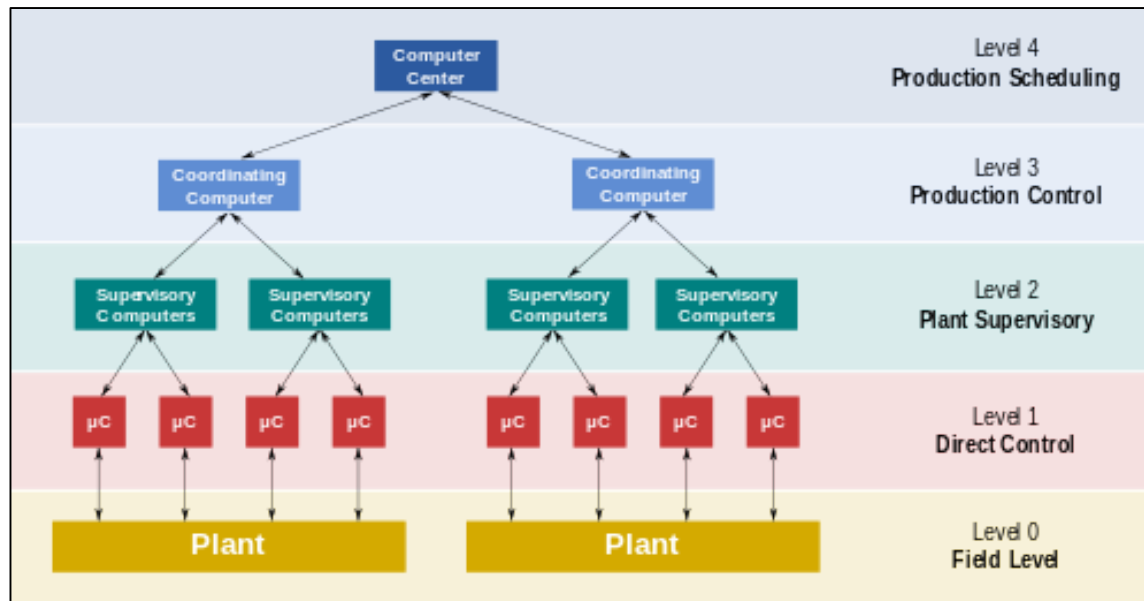 Computer
Center
Level 4
Production Scheduling
Coordinating
Computer
Coordinating
Computer
Level 3
Production Control
Supervisory
Computers
Supervisory
Computers
Supervisory
Computers
Supervisory
Computers
Level 2
Plant Supervisory
µC
µC
µC
µC
µC
µC
µC
µC
Level 1
Direct Control
Plant
Plant
Level 0
Field Level